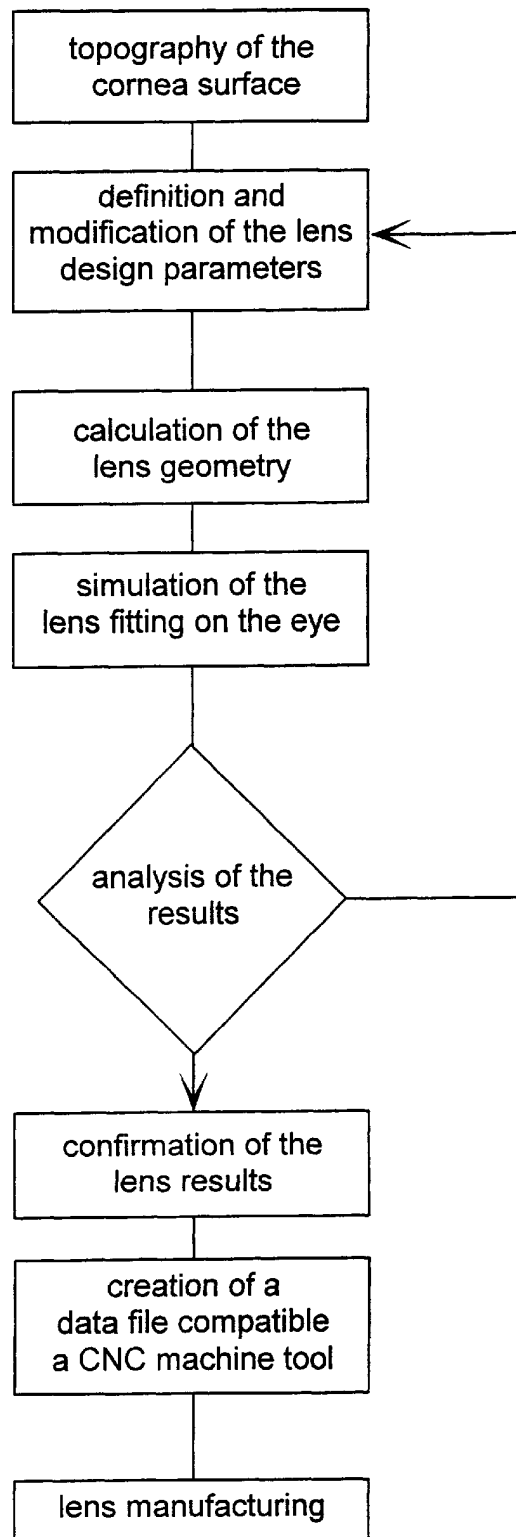 topography of the
cornea surface
definition and
modification of the lens
design parameters
calculation of the
lens geometry
simulation of the
lens fitting on the eye
analysis of the
results
confirmation of the
lens results
creation of a
data file compatible
a CNC machine tool
lens manufacturing